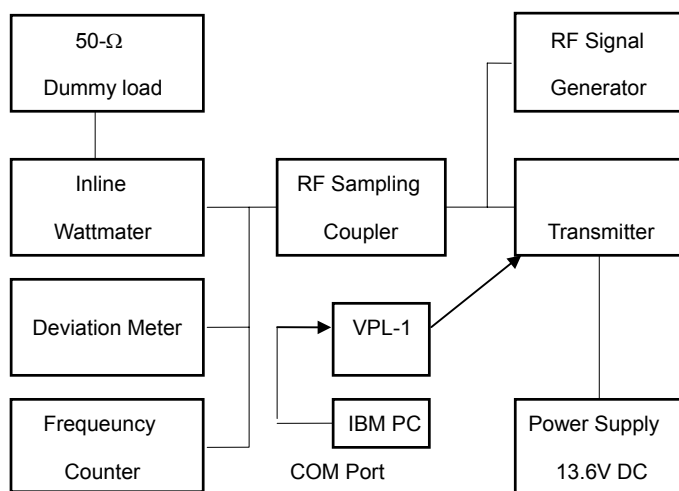 50-Ω
Dummy load
RF Signal
Generator
Inline
Wattmater
RF Sampling
Coupler
Transmitter
Deviation Meter
VPL-1
Frequeuncy
Counter
IBM PC
COM Port
Power Supply
13.6V DC